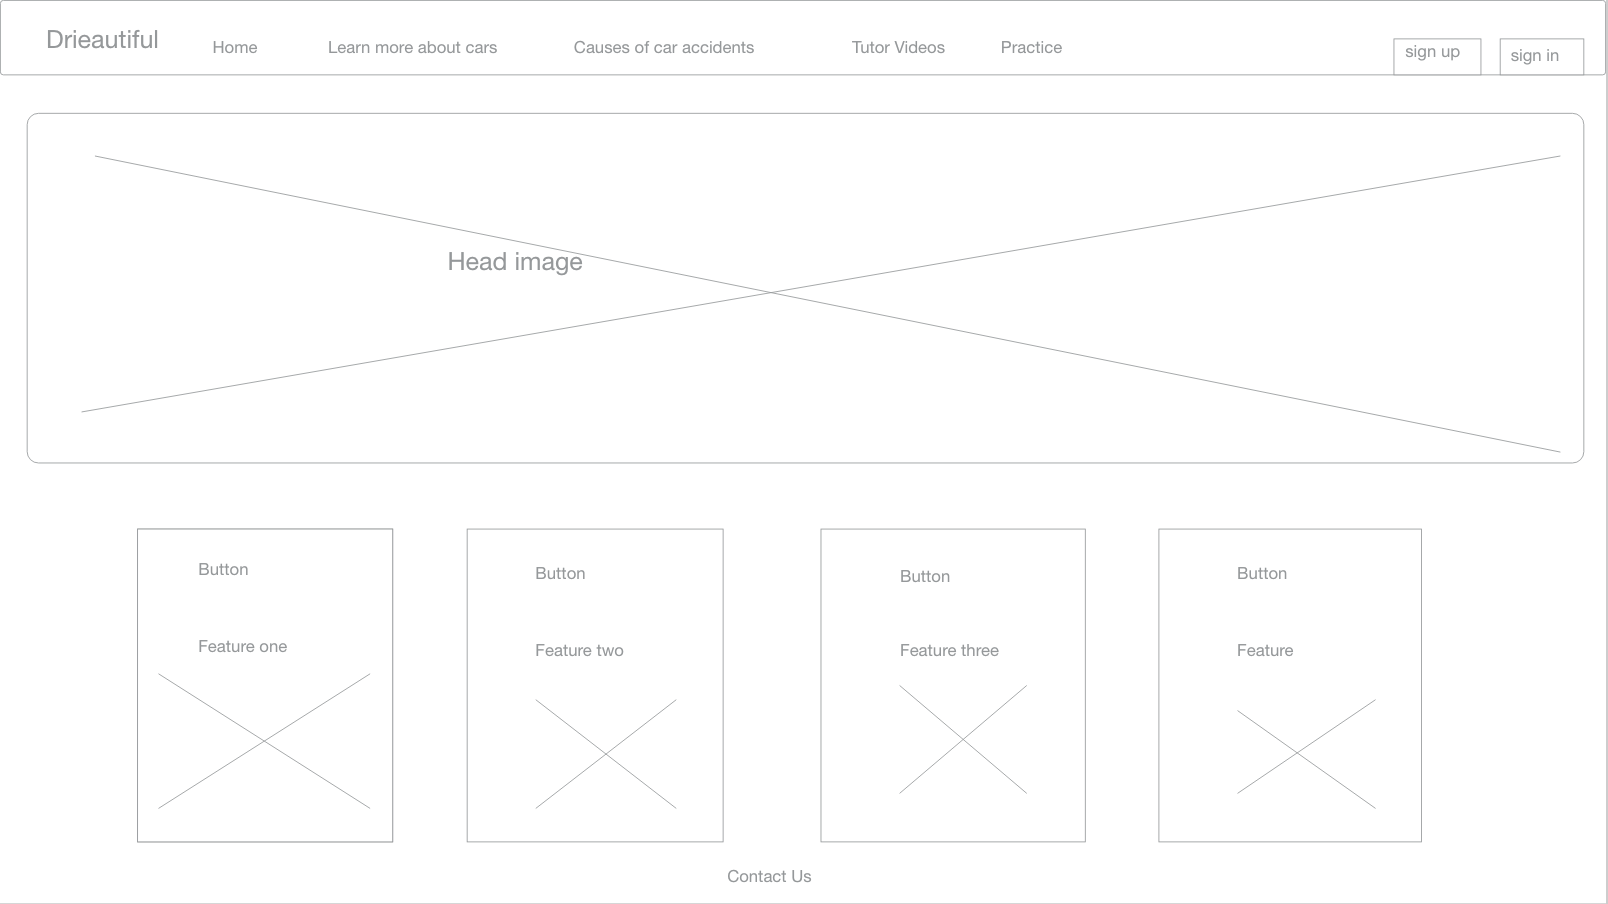 Drieautiful
Home
Learn more about cars
Causes of car accidents
Tutor Videos
Practice
sign up
sign in
Head image
Button
Feature one
Button
Feature two
Button
Feature three
Button
Feature
Contact Us